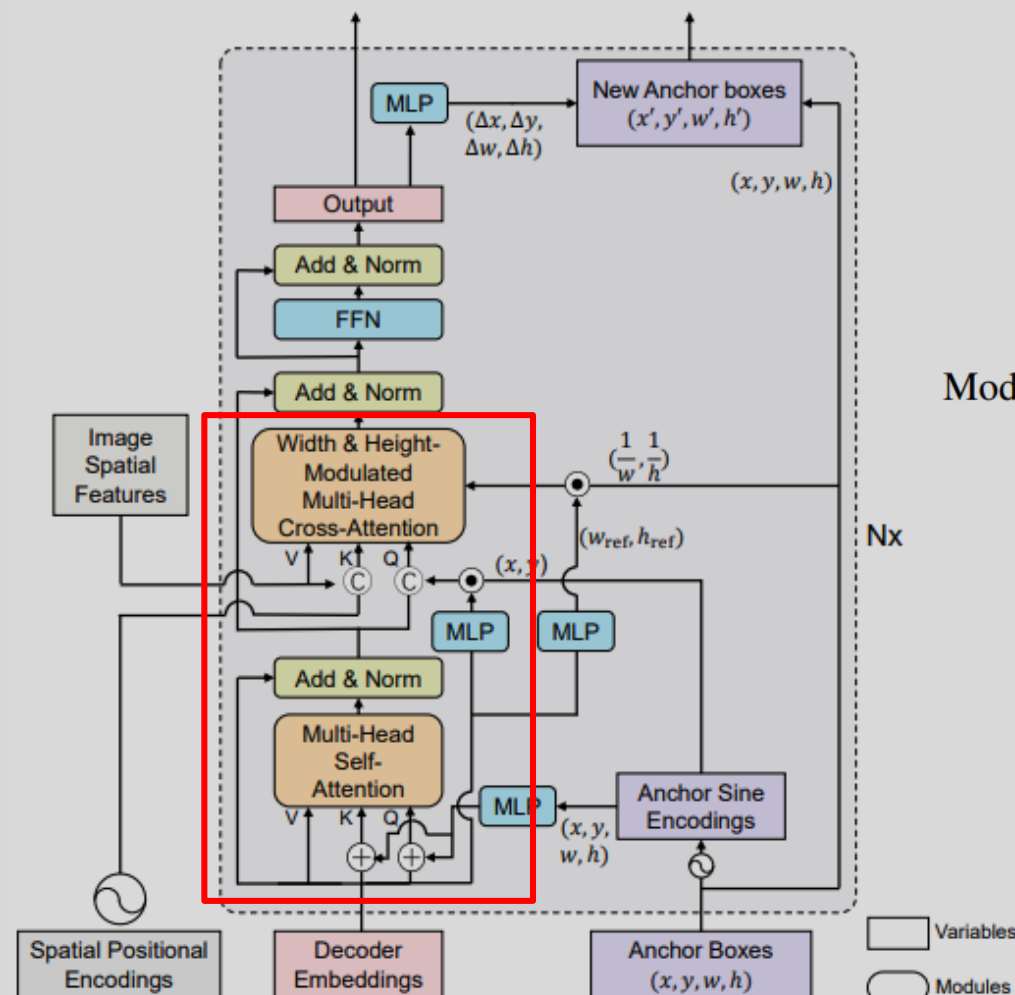 MLP
(Δx, Δy,
Δw, Δh)
New Anchor boxes
(x′, y′, w′, h′)
(x, y, w, h)
Output
Add & Norm
FFN
Add & Norm
Mod
Image
Spatial
Features
Width & Height-
Modulated
Multi-Head
Cross-Attention
(1/w, 1/h)
Nx
(w_ref, h_ref)
V K Q
(x, y)
C C
MLP MLP
Add & Norm
Multi-Head
Self-
Attention
V K Q
MLP
(x, y,
w, h)
Anchor Sine
Encodings
Spatial Positional
Encodings
Decoder
Embeddings
Anchor Boxes
(x, y, w, h)
Variables
Modules